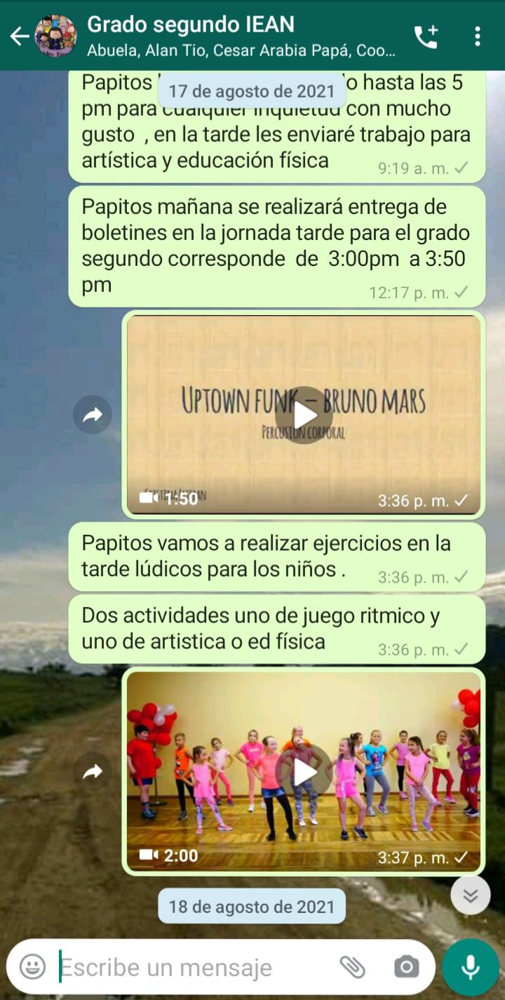 Grado segundo IEAN
Abuela, Alan Tio, Cesar Arabia Papá, Coo...
17 de agosto de 2021
Papitos lo hasta las 5
pm para cualquier inquietud con mucho
gusto , en la tarde les enviaré trabajo para
artística y educación física
9:19 a. m.
Papitos mañana se realizará entrega de
boletines en la jornada tarde para el grado
segundo corresponde de 3:00pm a 3:50
pm
12:17 p. m.
UPTOWN FUNK – BRUNO MARS
PERCUSIÓN CORPORAL
1:50
3:36 p. m.
Papitos vamos a realizar ejercicios en la
tarde lúdicos para los niños .
3:36 p. m.
Dos actividades uno de juego ritmico y
uno de artistica o ed física
3:36 p. m.
2:00
3:37 p. m.
18 de agosto de 2021
Escribe un mensaje